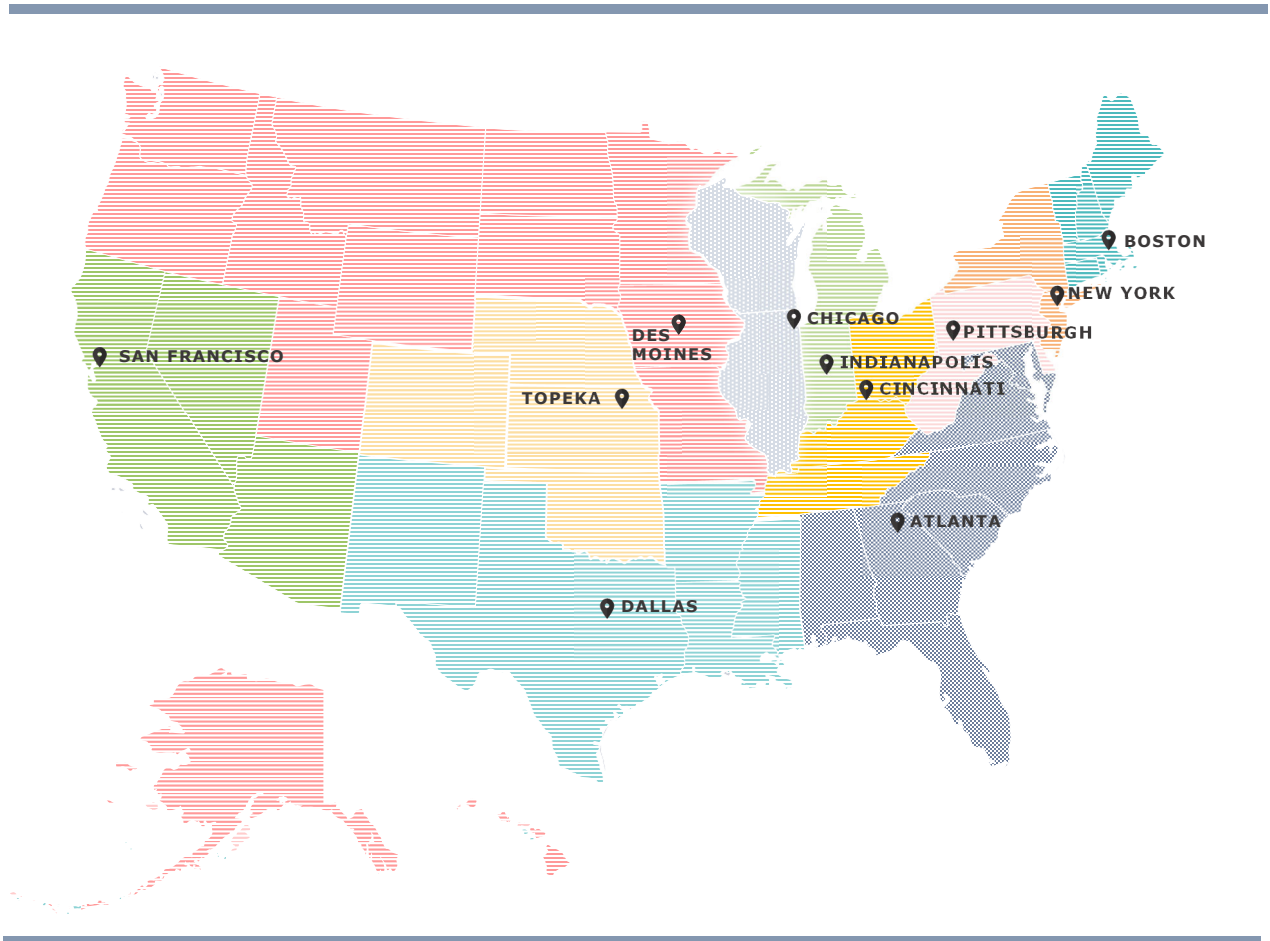 BOSTON
NEW YORK
CHICAGO
PITTSBURGH
DES
MOINES
SAN FRANCISCO
INDIANAPOLIS
CINCINNATI
TOPEKA
ATLANTA
DALLAS